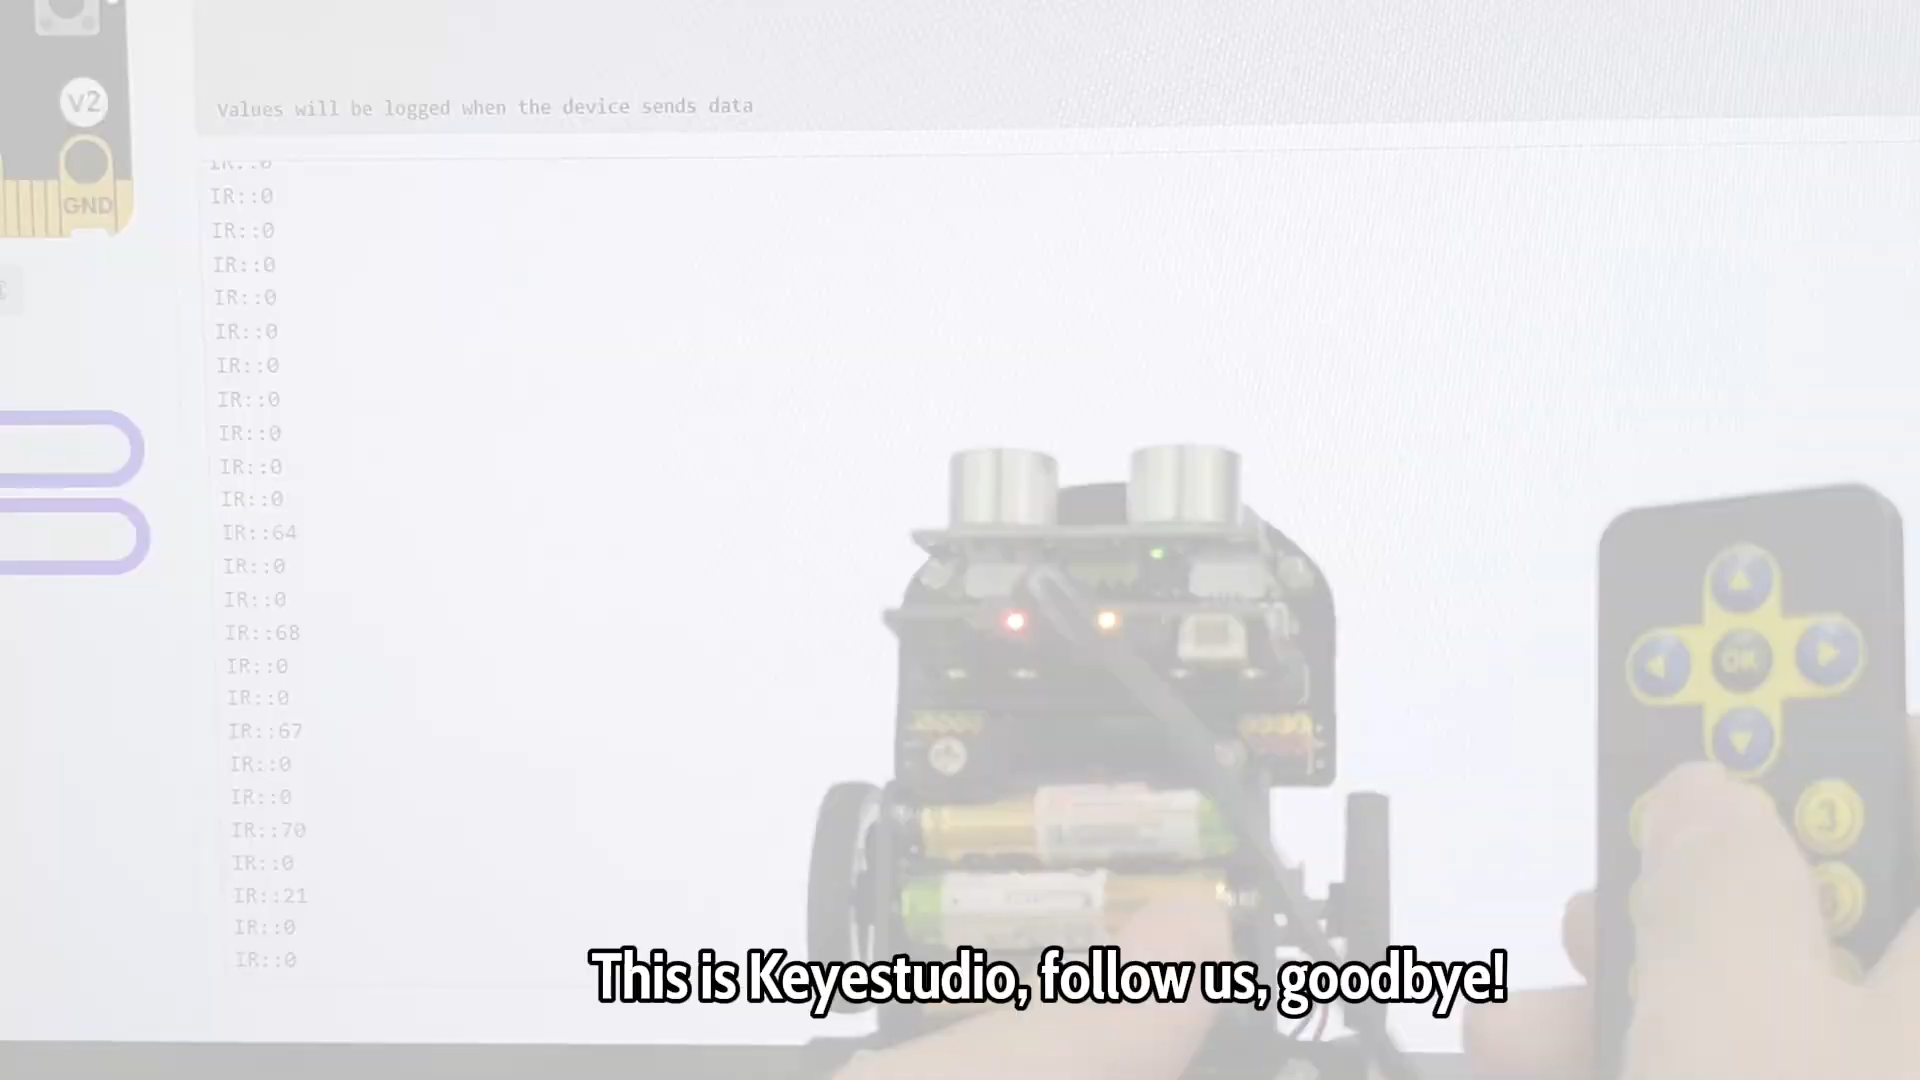 V2
GND
Values will be logged when the device sends data
IR::0
IR::0
IR::0
IR::0
IR::0
IR::0
IR::0
IR::0
IR::0
IR::0
IR::0
IR::64
IR::0
IR::0
IR::68
IR::0
IR::0
IR::67
IR::0
IR::0
IR::70
IR::0
IR::21
IR::0
IR::0
OK
3
This is Keyestudio, follow us, goodbye!